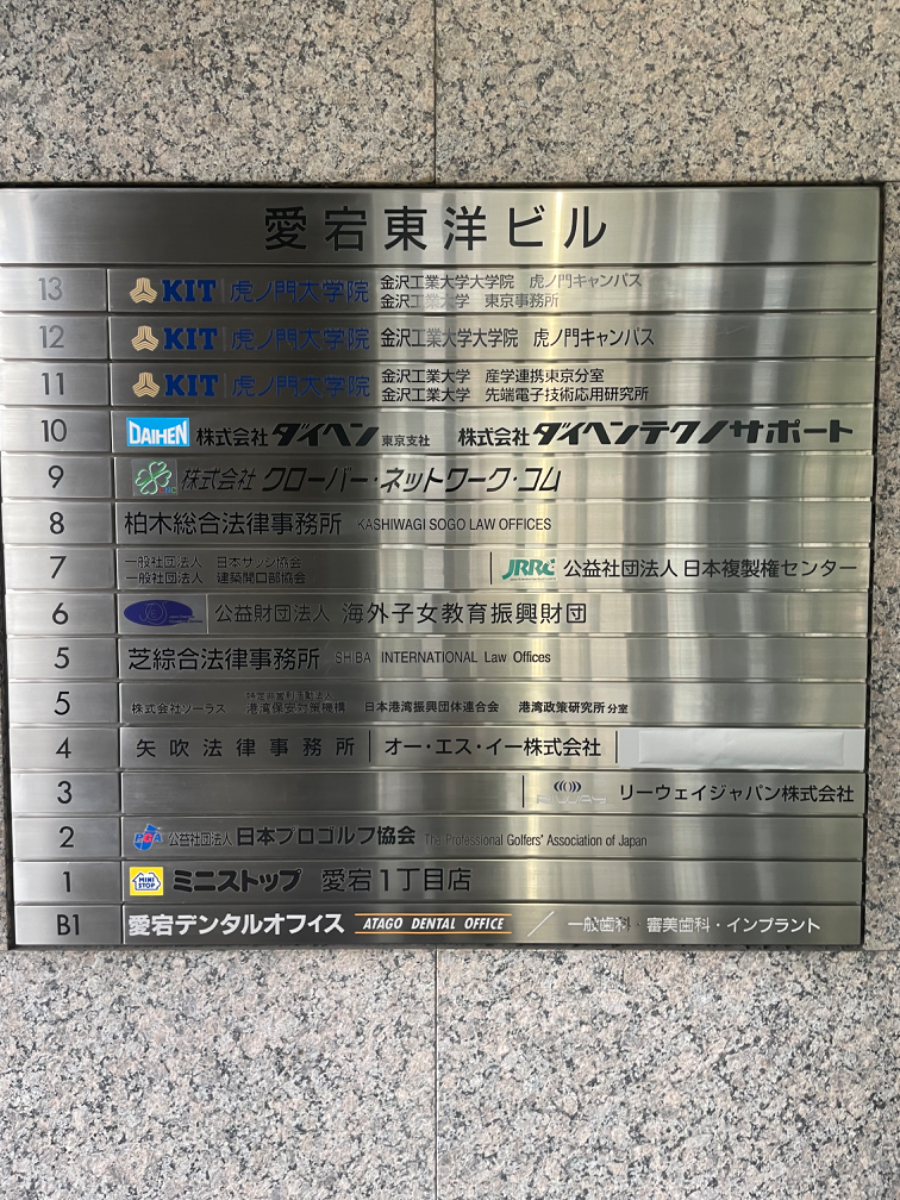 愛宕東洋ビル
13 KIT 虎ノ門大学院 金沢工業大学大学院 虎ノ門キャンパス
金沢工業大学 東京事務所
12 KIT 虎ノ門大学院 金沢工業大学大学院 虎ノ門キャンパス
11 KIT 虎ノ門大学院 金沢工業大学 産学連携東京分室
金沢工業大学 先端電子技術応用研究所
10 DAIHEN 株式会社ダイヘン 東京支社 株式会社ダイヘンテクノサポート
9 株式会社 クローバー・ネットワーク・コム
8 柏木総合法律事務所 KASHIWAGI SOGO LAW OFFICES
7 一般社団法人 日本サッシ協会
一般社団法人 建築開口部協会
JRRC 公益社団法人 日本複製権センター
6 公益財団法人 海外子女教育振興財団
5 芝綜合法律事務所 SHIBA INTERNATIONAL Law Offices
5 株式会社ソーラス 特定非営利活動法人 港湾保安対策機構 日本港湾振興団体連合会 港湾政策研究所 分室
4 矢吹法律事務所 オー・エス・イー株式会社
3 リーウェイジャパン株式会社
2 PGA 公益社団法人 日本プロゴルフ協会 The Professional Golfers' Association of Japan
1 MINI STOP ミニストップ 愛宕1丁目店
B1 愛宕デンタルオフィス ATAGO DENTAL OFFICE / 一般歯科・審美歯科・インプラント